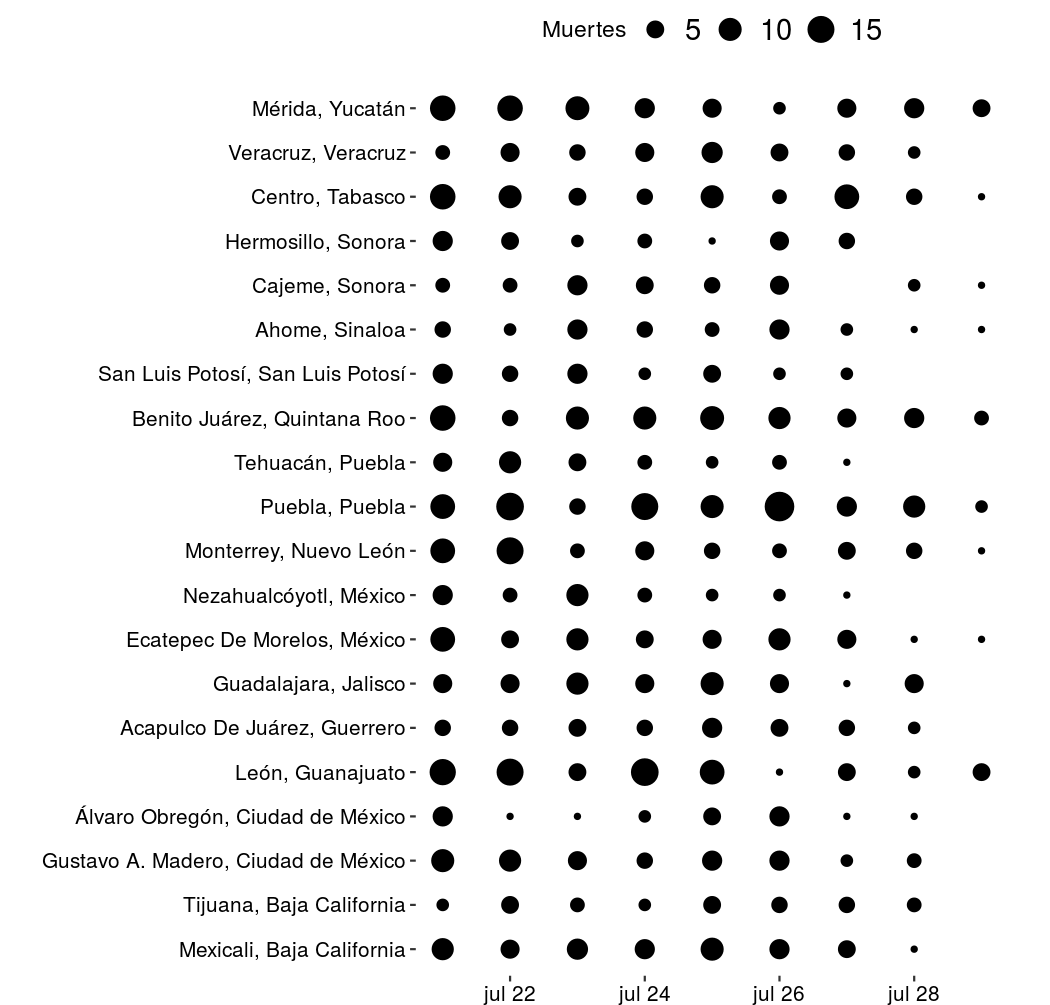 Muertes 5 10 15
Mérida, Yucatán
Veracruz, Veracruz
Centro, Tabasco
Hermosillo, Sonora
Cajeme, Sonora
Ahome, Sinaloa
San Luis Potosí, San Luis Potosí
Benito Juárez, Quintana Roo
Tehuacán, Puebla
Puebla, Puebla
Monterrey, Nuevo León
Nezahualcóyotl, México
Ecatepec De Morelos, México
Guadalajara, Jalisco
Acapulco De Juárez, Guerrero
León, Guanajuato
Álvaro Obregón, Ciudad de México
Gustavo A. Madero, Ciudad de México
Tijuana, Baja California
Mexicali, Baja California
jul 22 jul 24 jul 26 jul 28